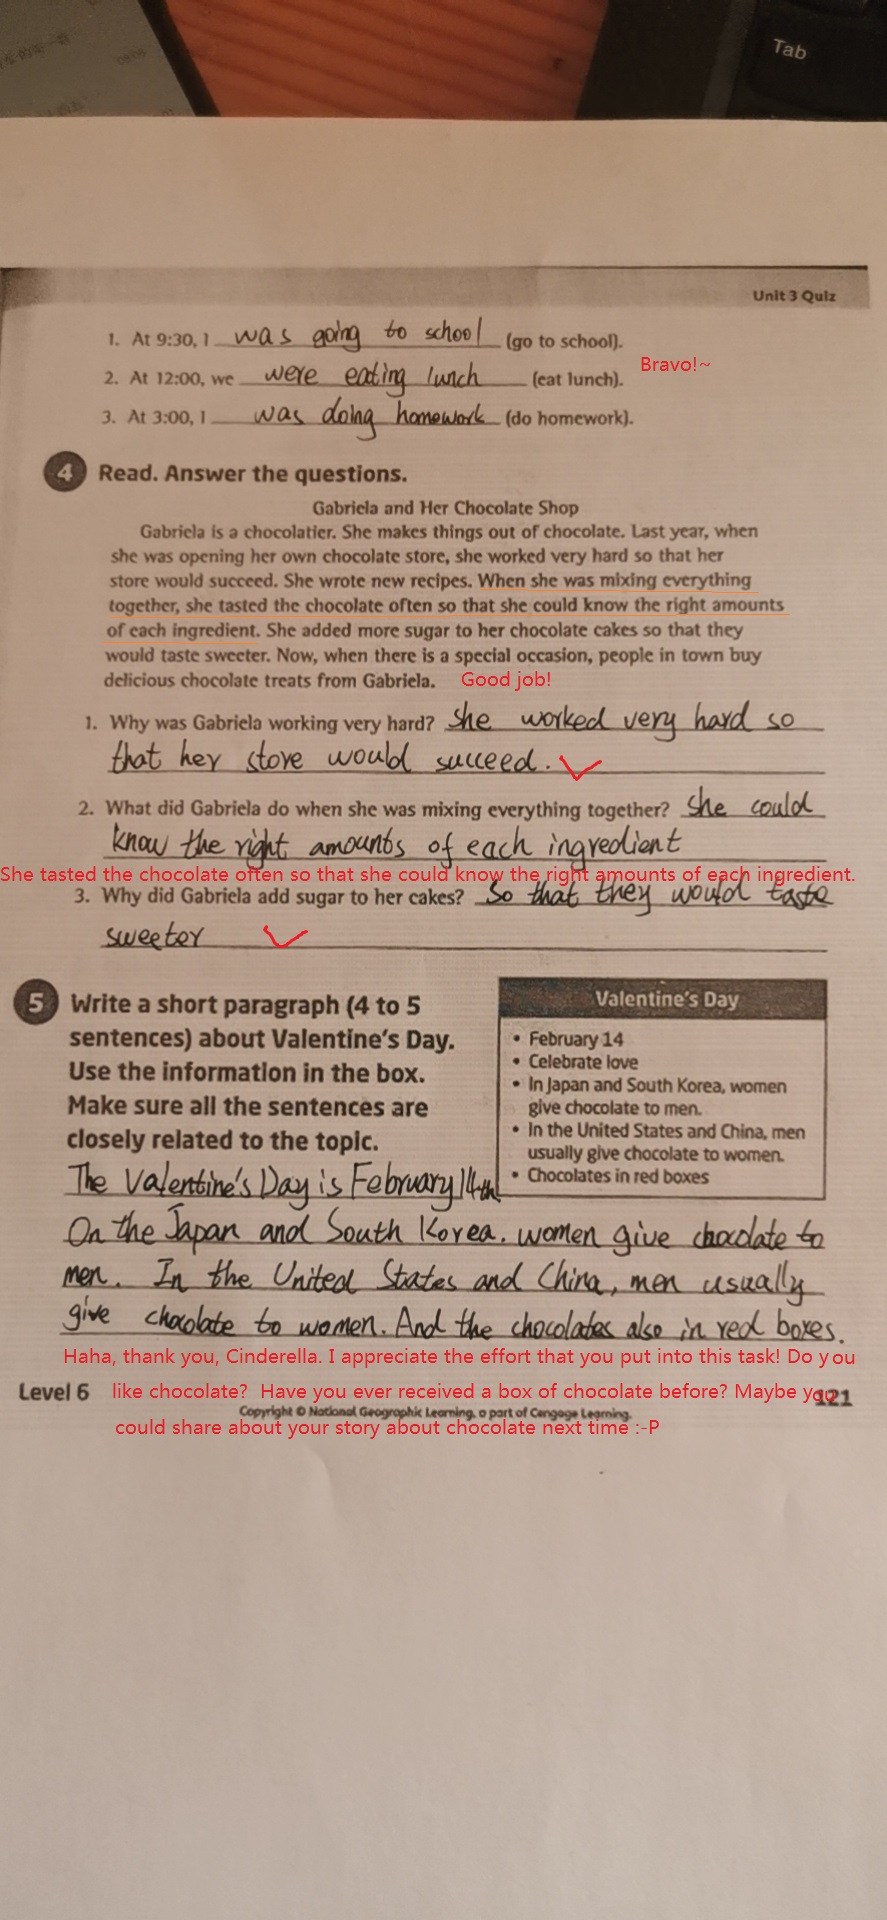 Tab
Unit 3 Quiz
1. At 9:30, I was going to school (go to school).
Bravo!~
2. At 12:00, we were eating lunch (eat lunch).
3. At 3:00, I was doing homework (do homework).
4 Read. Answer the questions.
Gabriela and Her Chocolate Shop
Gabriela is a chocolatier. She makes things out of chocolate. Last year, when
she was opening her own chocolate store, she worked very hard so that her
store would succeed. She wrote new recipes. When she was mixing everything
together, she tasted the chocolate often so that she could know the right amounts
of each ingredient. She added more sugar to her chocolate cakes so that they
would taste sweeter. Now, when there is a special occasion, people in town buy
delicious chocolate treats from Gabriela. Good job!
1. Why was Gabriela working very hard? she worked very hard so
that her store would succeed.
2. What did Gabriela do when she was mixing everything together? she could
know the right amounts of each ingredient
She tasted the chocolate often so that she could know the right amounts of each ingredient.
3. Why did Gabriela add sugar to her cakes? so that they would taste
sweeter
5 Write a short paragraph (4 to 5
sentences) about Valentine's Day.
Use the information in the box.
Make sure all the sentences are
closely related to the topic.
Valentine's Day
• February 14
• Celebrate love
• In Japan and South Korea, women
give chocolate to men.
• In the United States and China, men
usually give chocolate to women.
• Chocolates in red boxes
The Valentine's Day is February 14th
On the Japan and South Korea. women give chocolate to
men. In the United States and China, men usually
give chocolate to women. And the chocolates also in red boxes.
Haha, thank you, Cinderella. I appreciate the effort that you put into this task! Do you
like chocolate? Have you ever received a box of chocolate before? Maybe you
could share about your story about chocolate next time :-P
Level 6
121
Copyright © National Geographic Learning, a part of Cengage Learning.